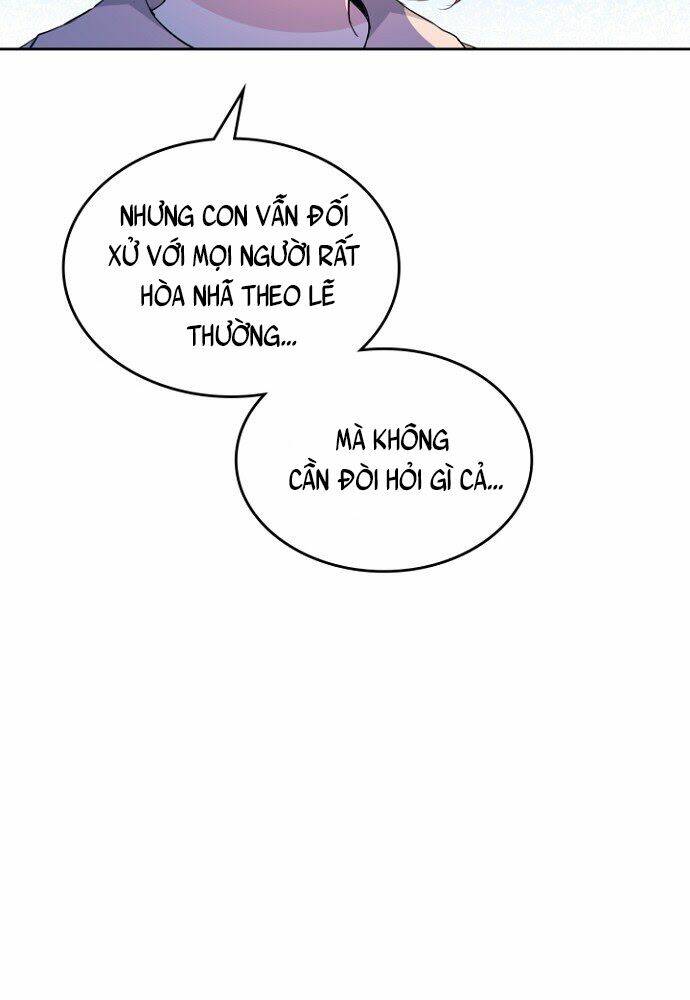 NHƯNG CON VẪN ĐỐI
XỬ VỚI MỌI NGƯỜI RẤT
HÒA NHÃ THEO LẼ
THƯỜNG...
MÀ KHÔNG
CẦN ĐÒI HỎI GÌ CẢ...